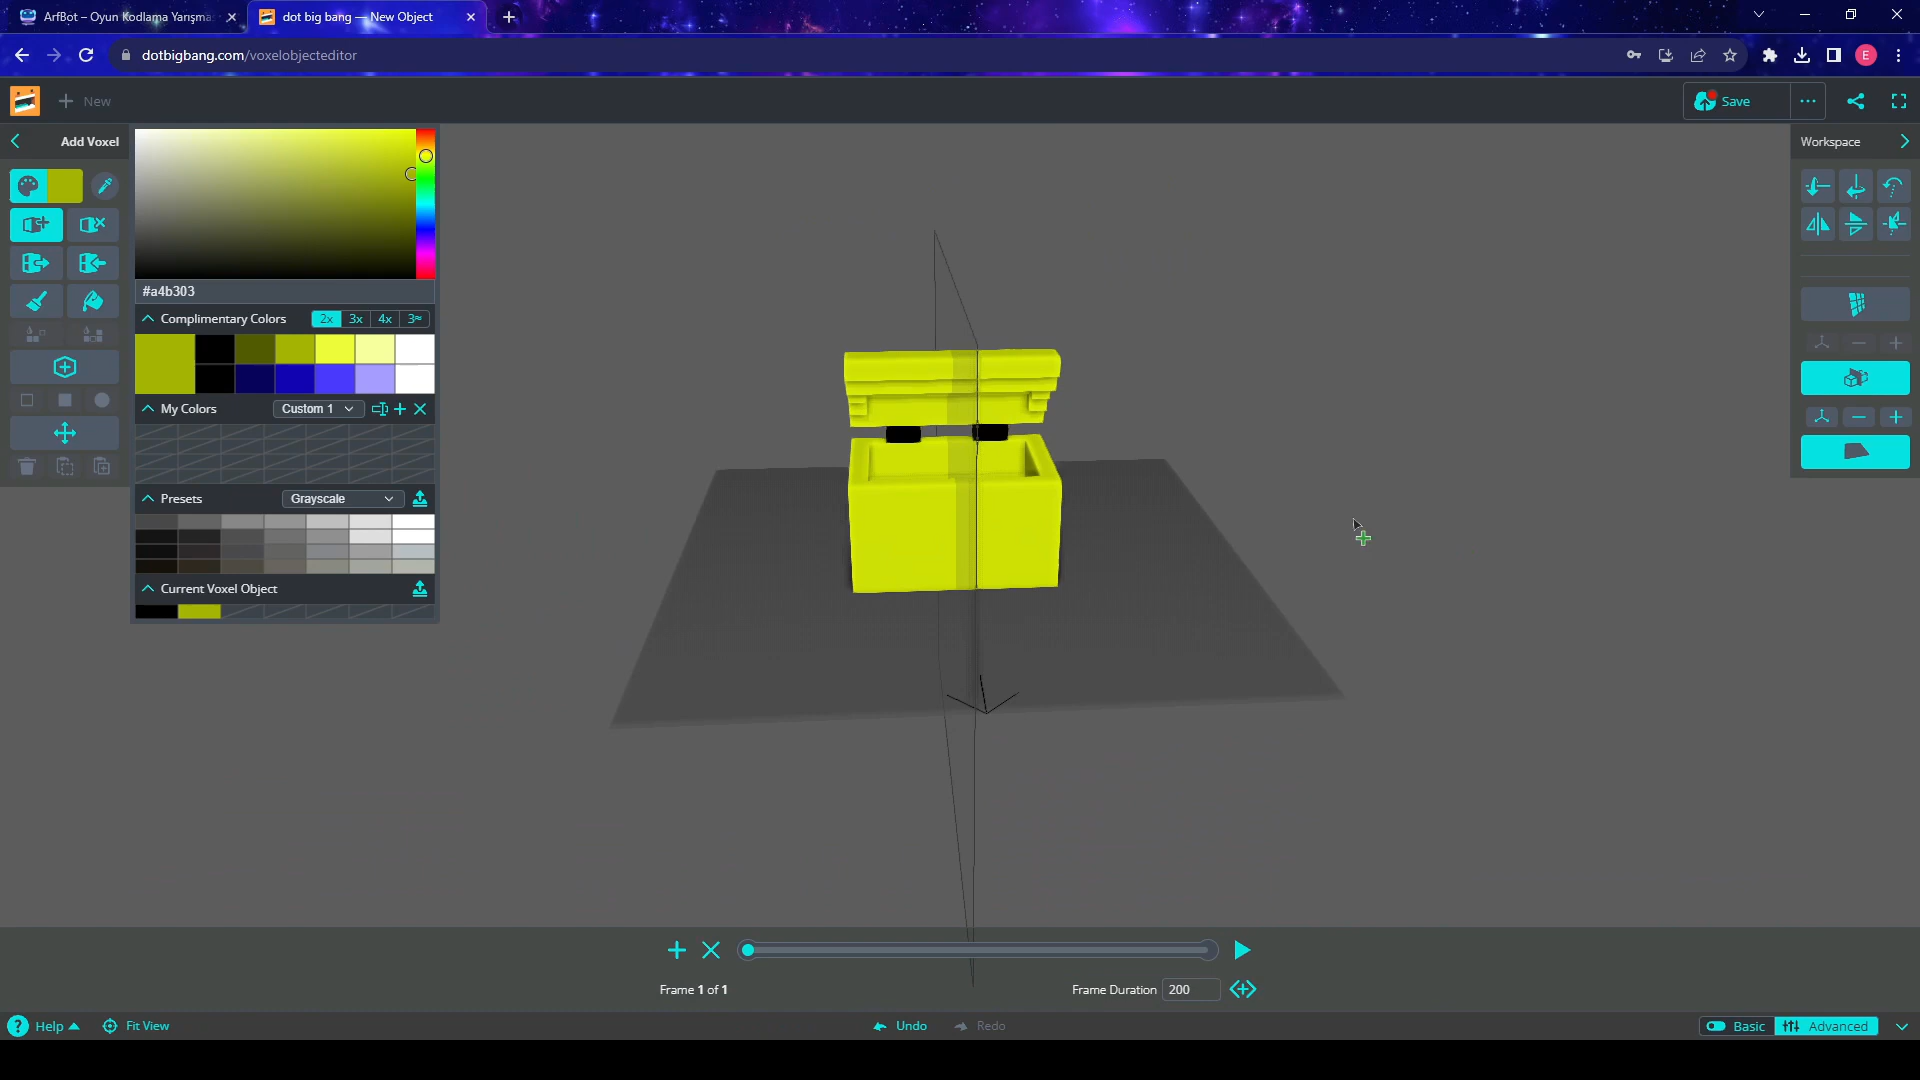 ArfBot – Oyun Kodlama Yarışma
dot big bang — New Object
dotbigbang.com/voxelobjecteditor
E
New
Save
Add Voxel
Workspace
#a4b303
Complimentary Colors
2x
3x
4x
3≈
My Colors
Custom 1
Presets
Grayscale
Current Voxel Object
Frame 1 of 1
Frame Duration
200
? Help
Fit View
Undo
Redo
Basic
Advanced